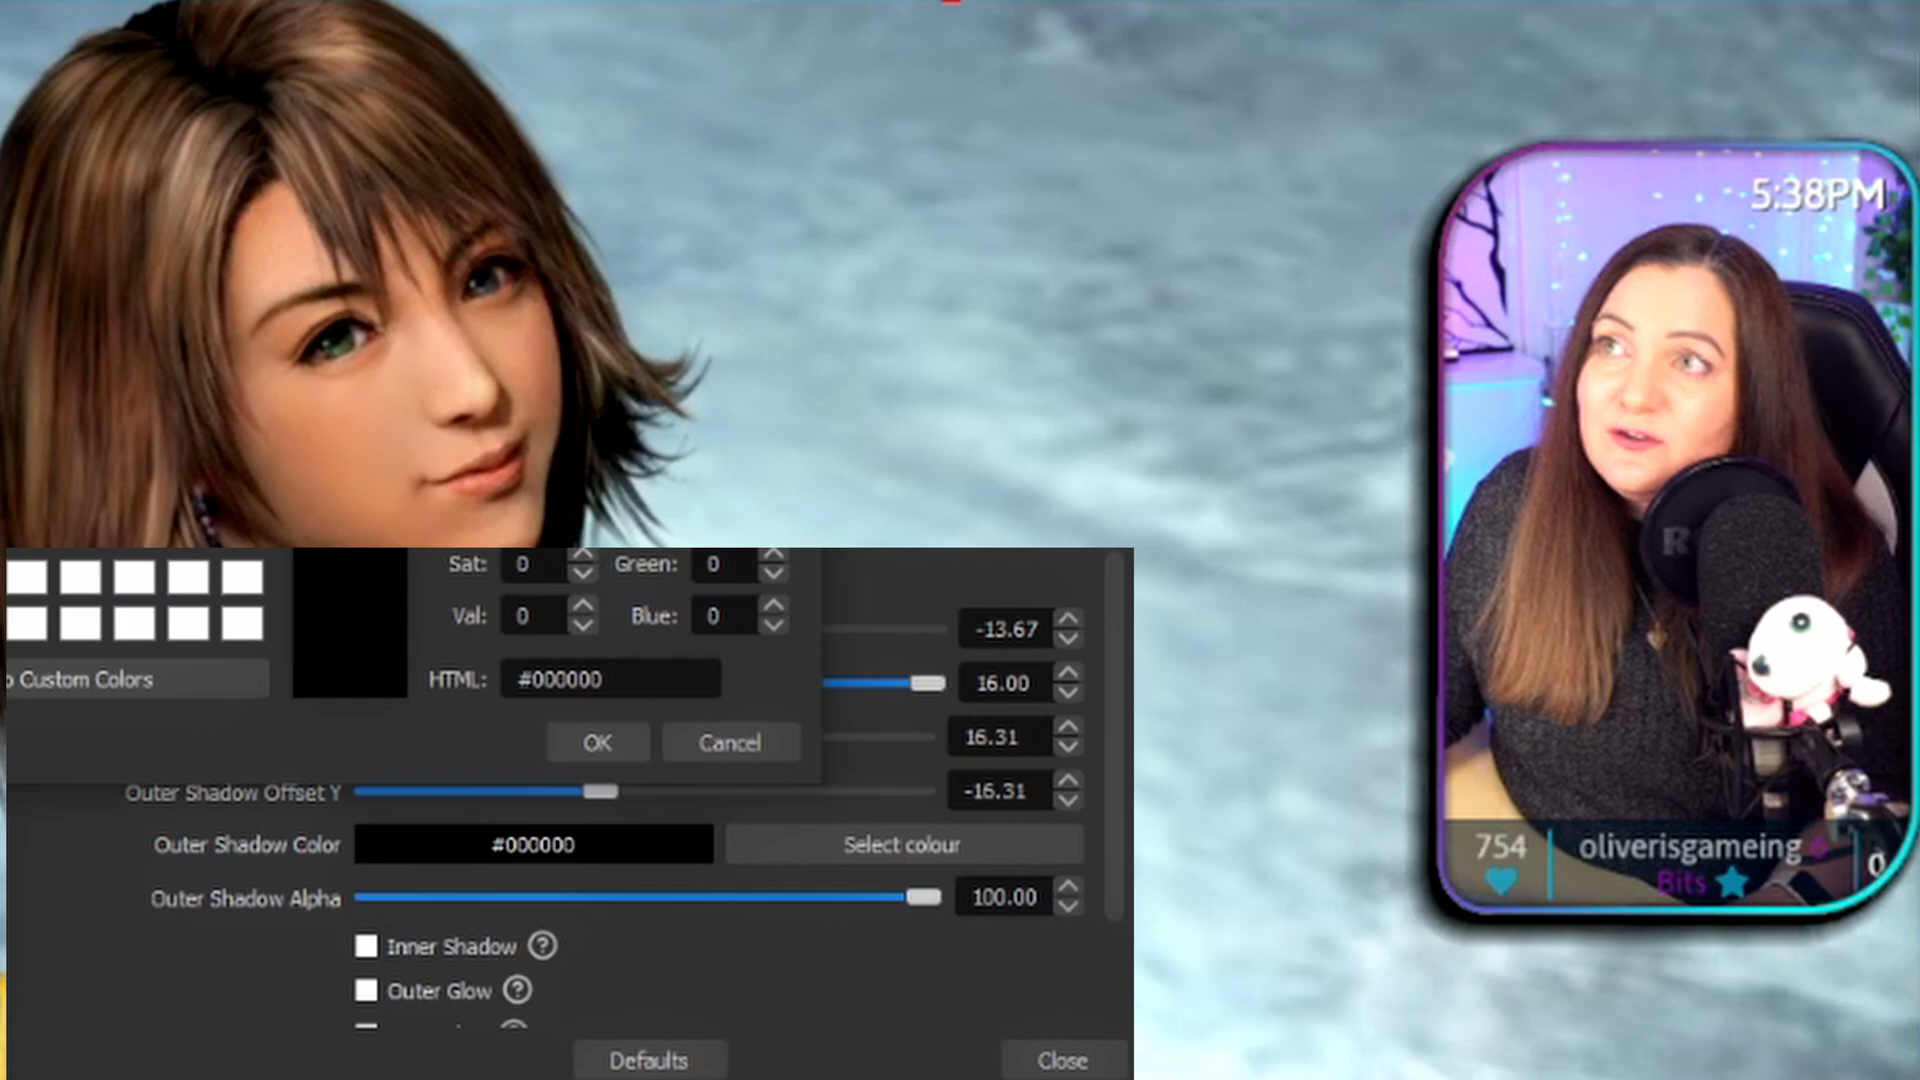 5:38PM
R
Sat: 0 Green: 0
Val: 0 Blue: 0
-13.67
Custom Colors
HTML: #000000
16.00
OK Cancel
16.31
Outer Shadow Offset Y -16.31
Outer Shadow Color #000000 Select colour
Outer Shadow Alpha 100.00
Inner Shadow ?
Outer Glow ?
Defaults Close
754 oliverisgameing 6 0
Bits